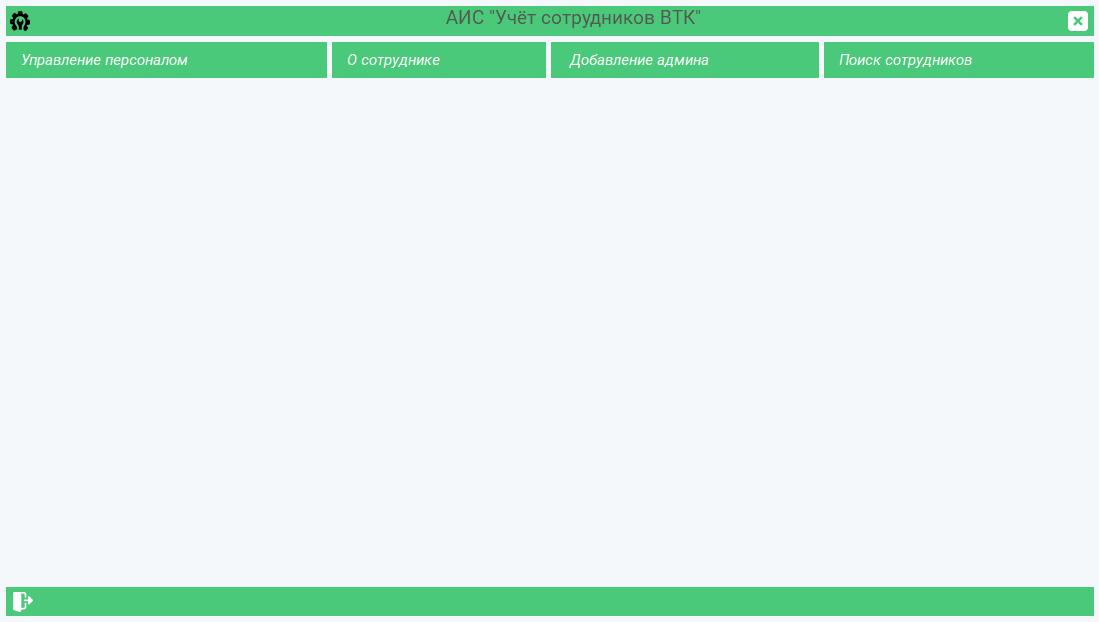 АИС "Учёт сотрудников ВТК"
Управление персоналом
О сотруднике
Добавление админа
Поиск сотрудников